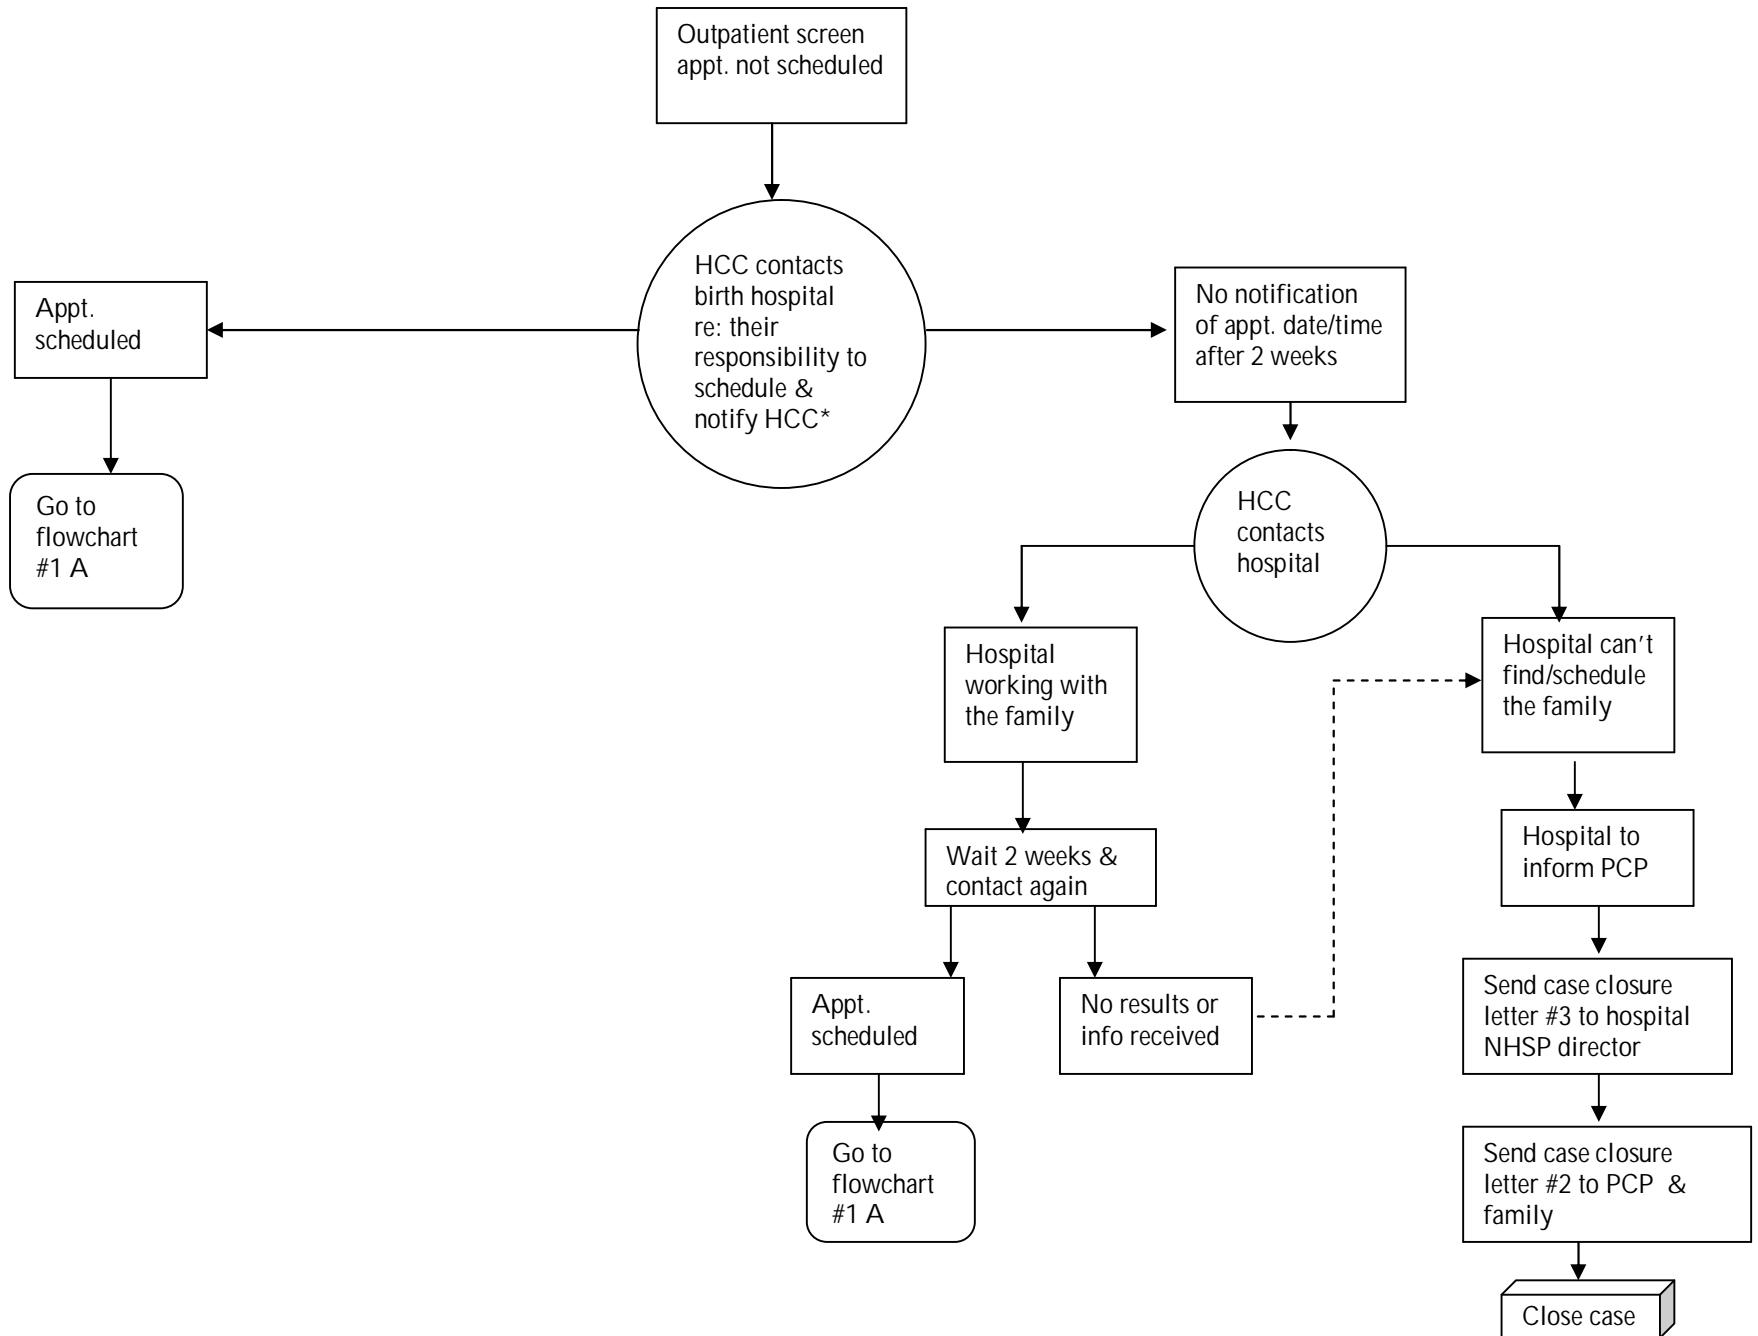 Outpatient screen
appt. not scheduled
HCC contacts
birth hospital
re: their
responsibility to
schedule &
notify HCC*
Appt.
scheduled
Go to
flowchart
#1 A
No notification
of appt. date/time
after 2 weeks
HCC
contacts
hospital
Hospital
working with
the family
Wait 2 weeks &
contact again
Appt.
scheduled
Go to
flowchart
#1 A
No results or
info received
Hospital can't
find/schedule
the family
Hospital to
inform PCP
Send case closure
letter #3 to hospital
NHSP director
Send case closure
letter #2 to PCP &
family
Close case